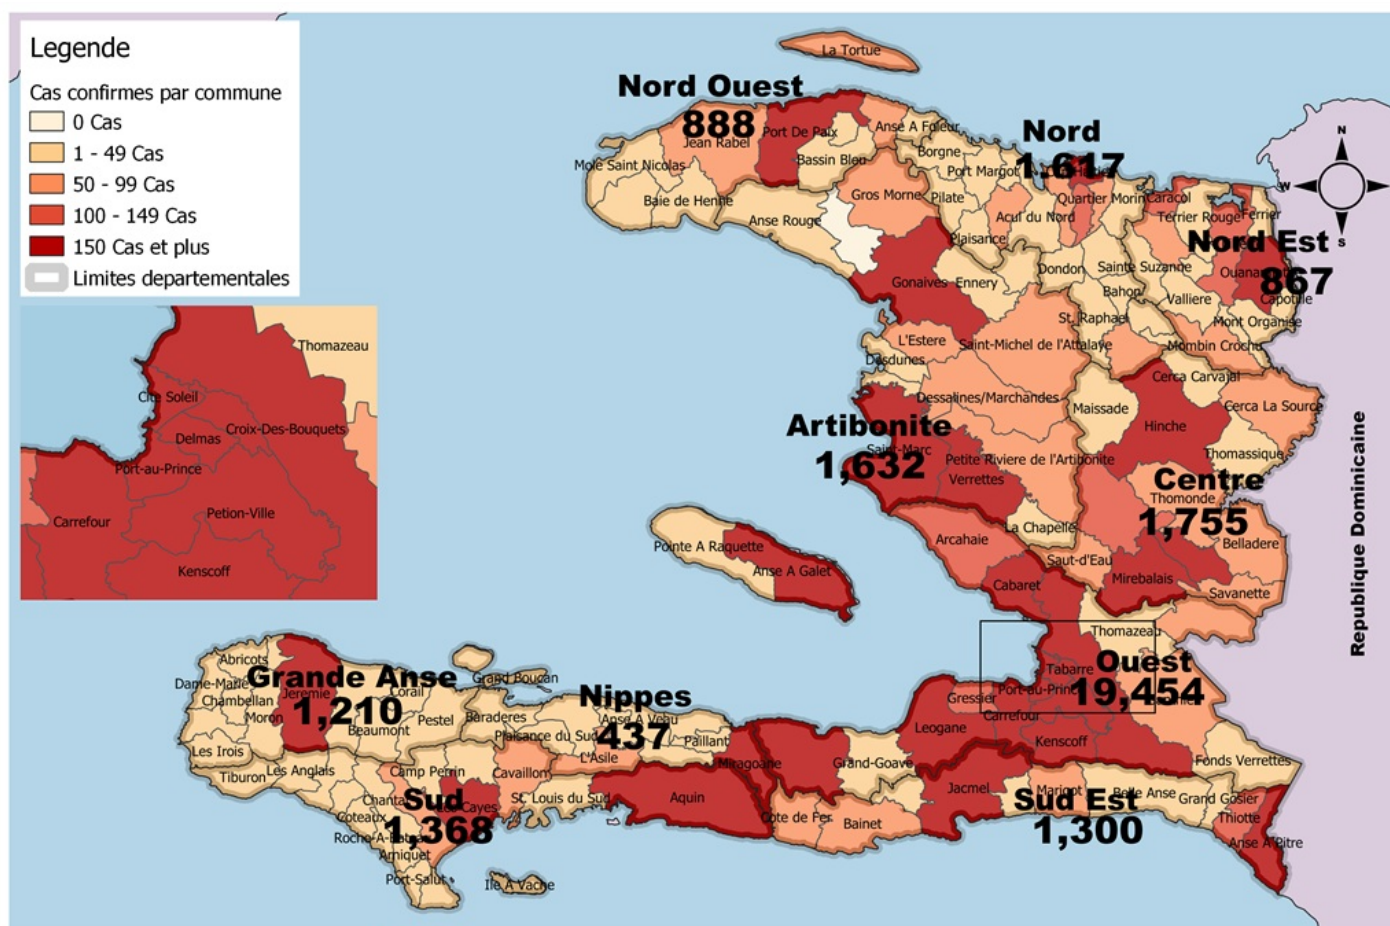 Legende
Cas confirmes par commune
0 Cas
1 - 49 Cas
50 - 99 Cas
100 - 149 Cas
150 Cas et plus
Limites departementales
Thomazeau
Cite Soleil
Delmas
Croix-Des-Bouquets
Port-au-Prince
Petion-Ville
Carrefour
Kenscoff
La Tortue
Nord Ouest
888
Port De Paix
Jean Rabel
Anse A Foleur
Mole Saint Nicolas
Bassin Bleu
Baie de Henne
Anse Rouge
Nord
1.617
Borgne
Port Margot
Gros Morne
Pilate
Quartier Morin
Caracol
Acul du Nord
Terrier Rouge
Ferrier
Plaisance
Nord Est
867
N
W
S
Gonaives
Ennery
Dondon
Sainte Suzanne
Bahon
Valliere
Capotille
St. Raphael
Mont Organise
L'Estere
Saint-Michel de l'Attalaye
Mombin Crochu
Desdunes
Cerca Carvajal
Dessalines/Marchandes
Maissade
Cerca La Source
Artibonite
1,632
Saint-Marc
Hinche
Petite Riviere de l'Artibonite
Verrettes
Thomassique
Centre
1,755
Thomonde
La Chapelle
Belladere
Arcahaie
Saut-d'Eau
Mirebalais
Cabaret
Savanette
Pointe A Raquette
Anse A Galet
Republique Dominicaine
Thomazeau
Tabarre
Ouest
19,454
Port-au-Prince
Gressier
Carrefour
Leogane
Kenscoff
Fonds Verrettes
Grand-Goave
Abricots
Grande Anse
1,210
Dame-Marie
Chambellan
Jeremie
Corail
Moron
Pestel
Beaumont
Les Irois
Grand Boucan
Nippes
437
Baraderes
Anse A Veau
Plaisance du Sud
Paillant
L'Asile
Miragoane
Tiburon
Les Anglais
Camp Perrin
Cavaillon
St. Louis du Sud
Aquin
Sud
1,368
Coteaux
Arniquet
Port-Salut
Ile A Vache
Cote de Fer
Bainet
Jacmel
Sud Est
1,300
Marigot
Belle Anse
Grand Gosier
Thiotte
Anse A Pitre